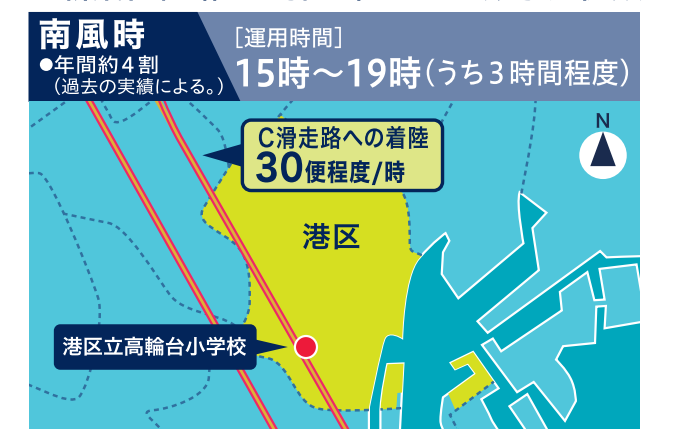 南風時
●年間約4割
(過去の実績による。)
[運用時間]
15時～19時(うち3時間程度)
C滑走路への着陸
30便程度/時
N
港区
港区立高輪台小学校